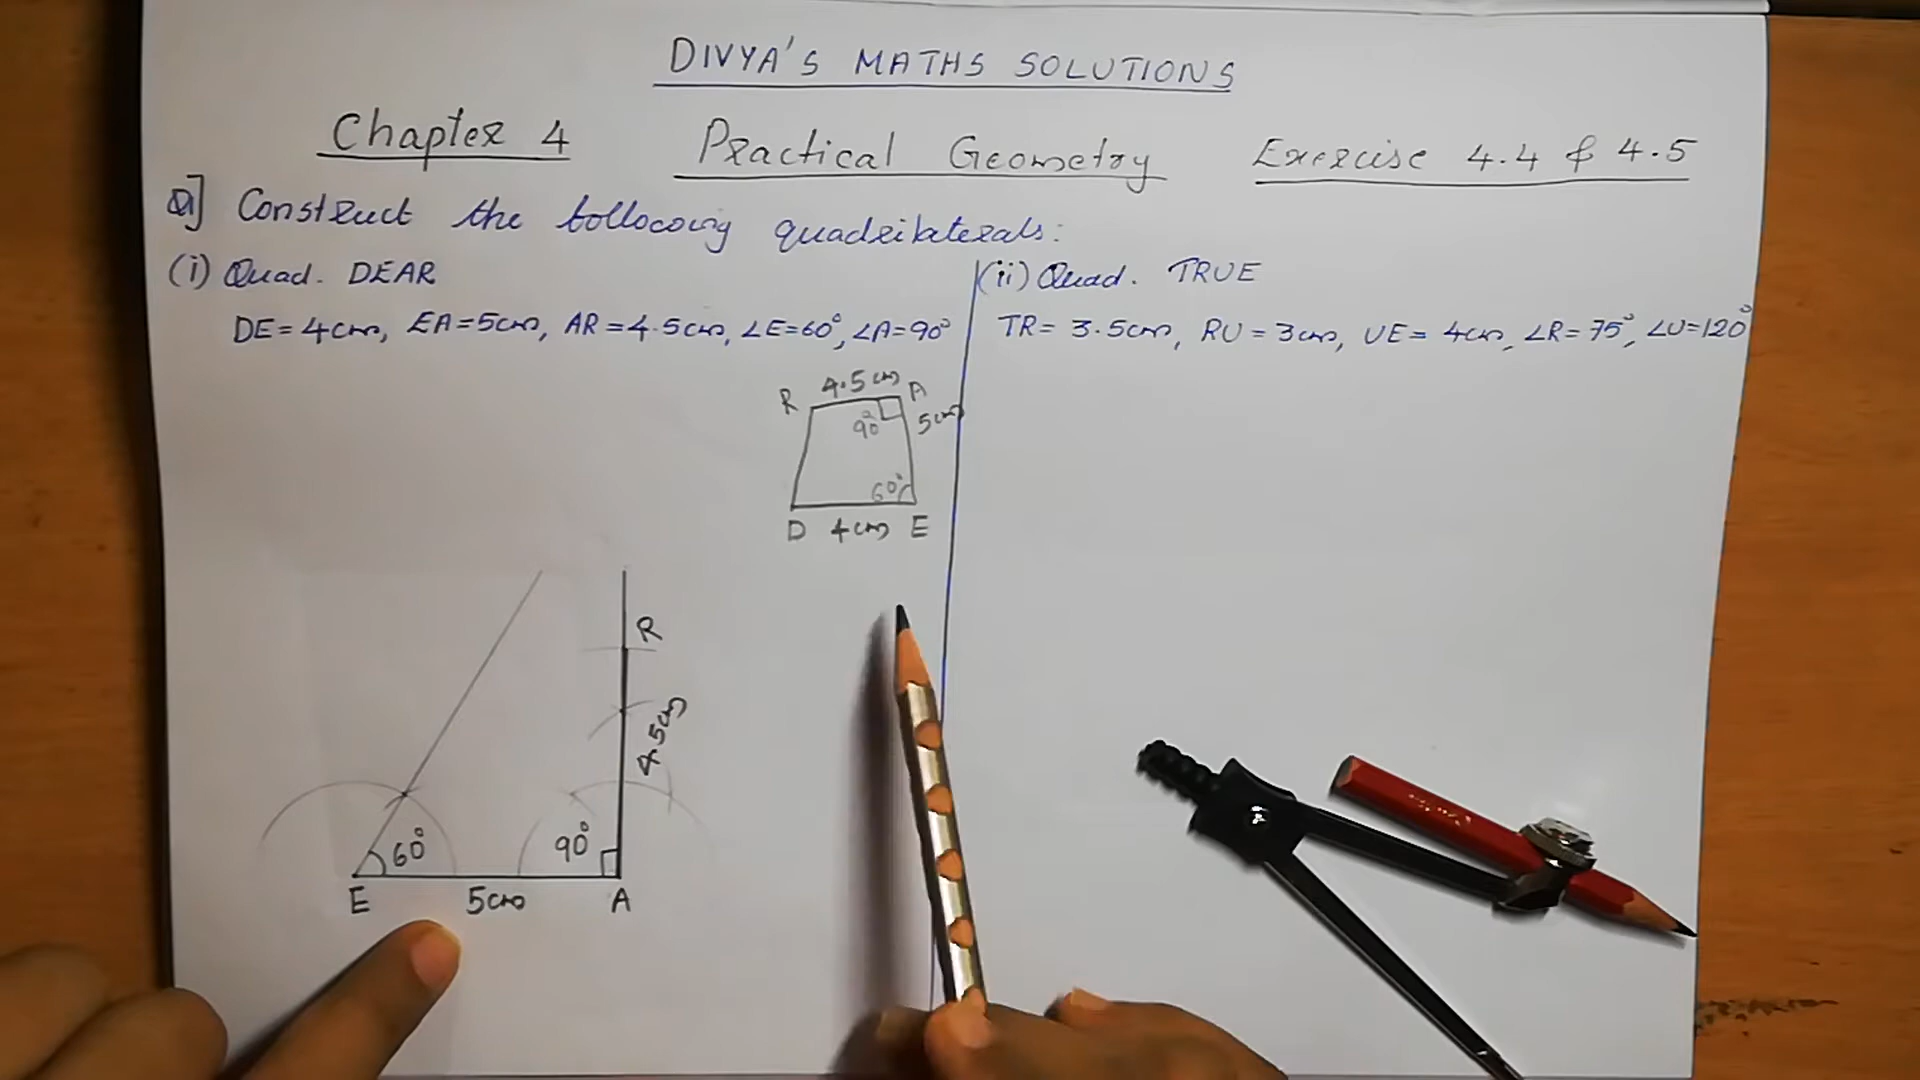 DIVYA'S MATHS SOLUTIONS
Chapter 4 Practical Geometry Exercise 4.4 & 4.5
Q1] Construct the following quadrilaterals:
(i) Quad. DEAR
DE = 4cm, EA = 5cm, AR = 4.5cm, ∠E=60°, ∠A=90°
(ii) Quad. TRUE
TR = 3.5cm, RU = 3cm, UE = 4cm, ∠R = 75°, ∠U=120°
R 4.5cm A
90° 5cm
60°
D 4cm E
R
4.5cm
60° 90°
E 5cm A